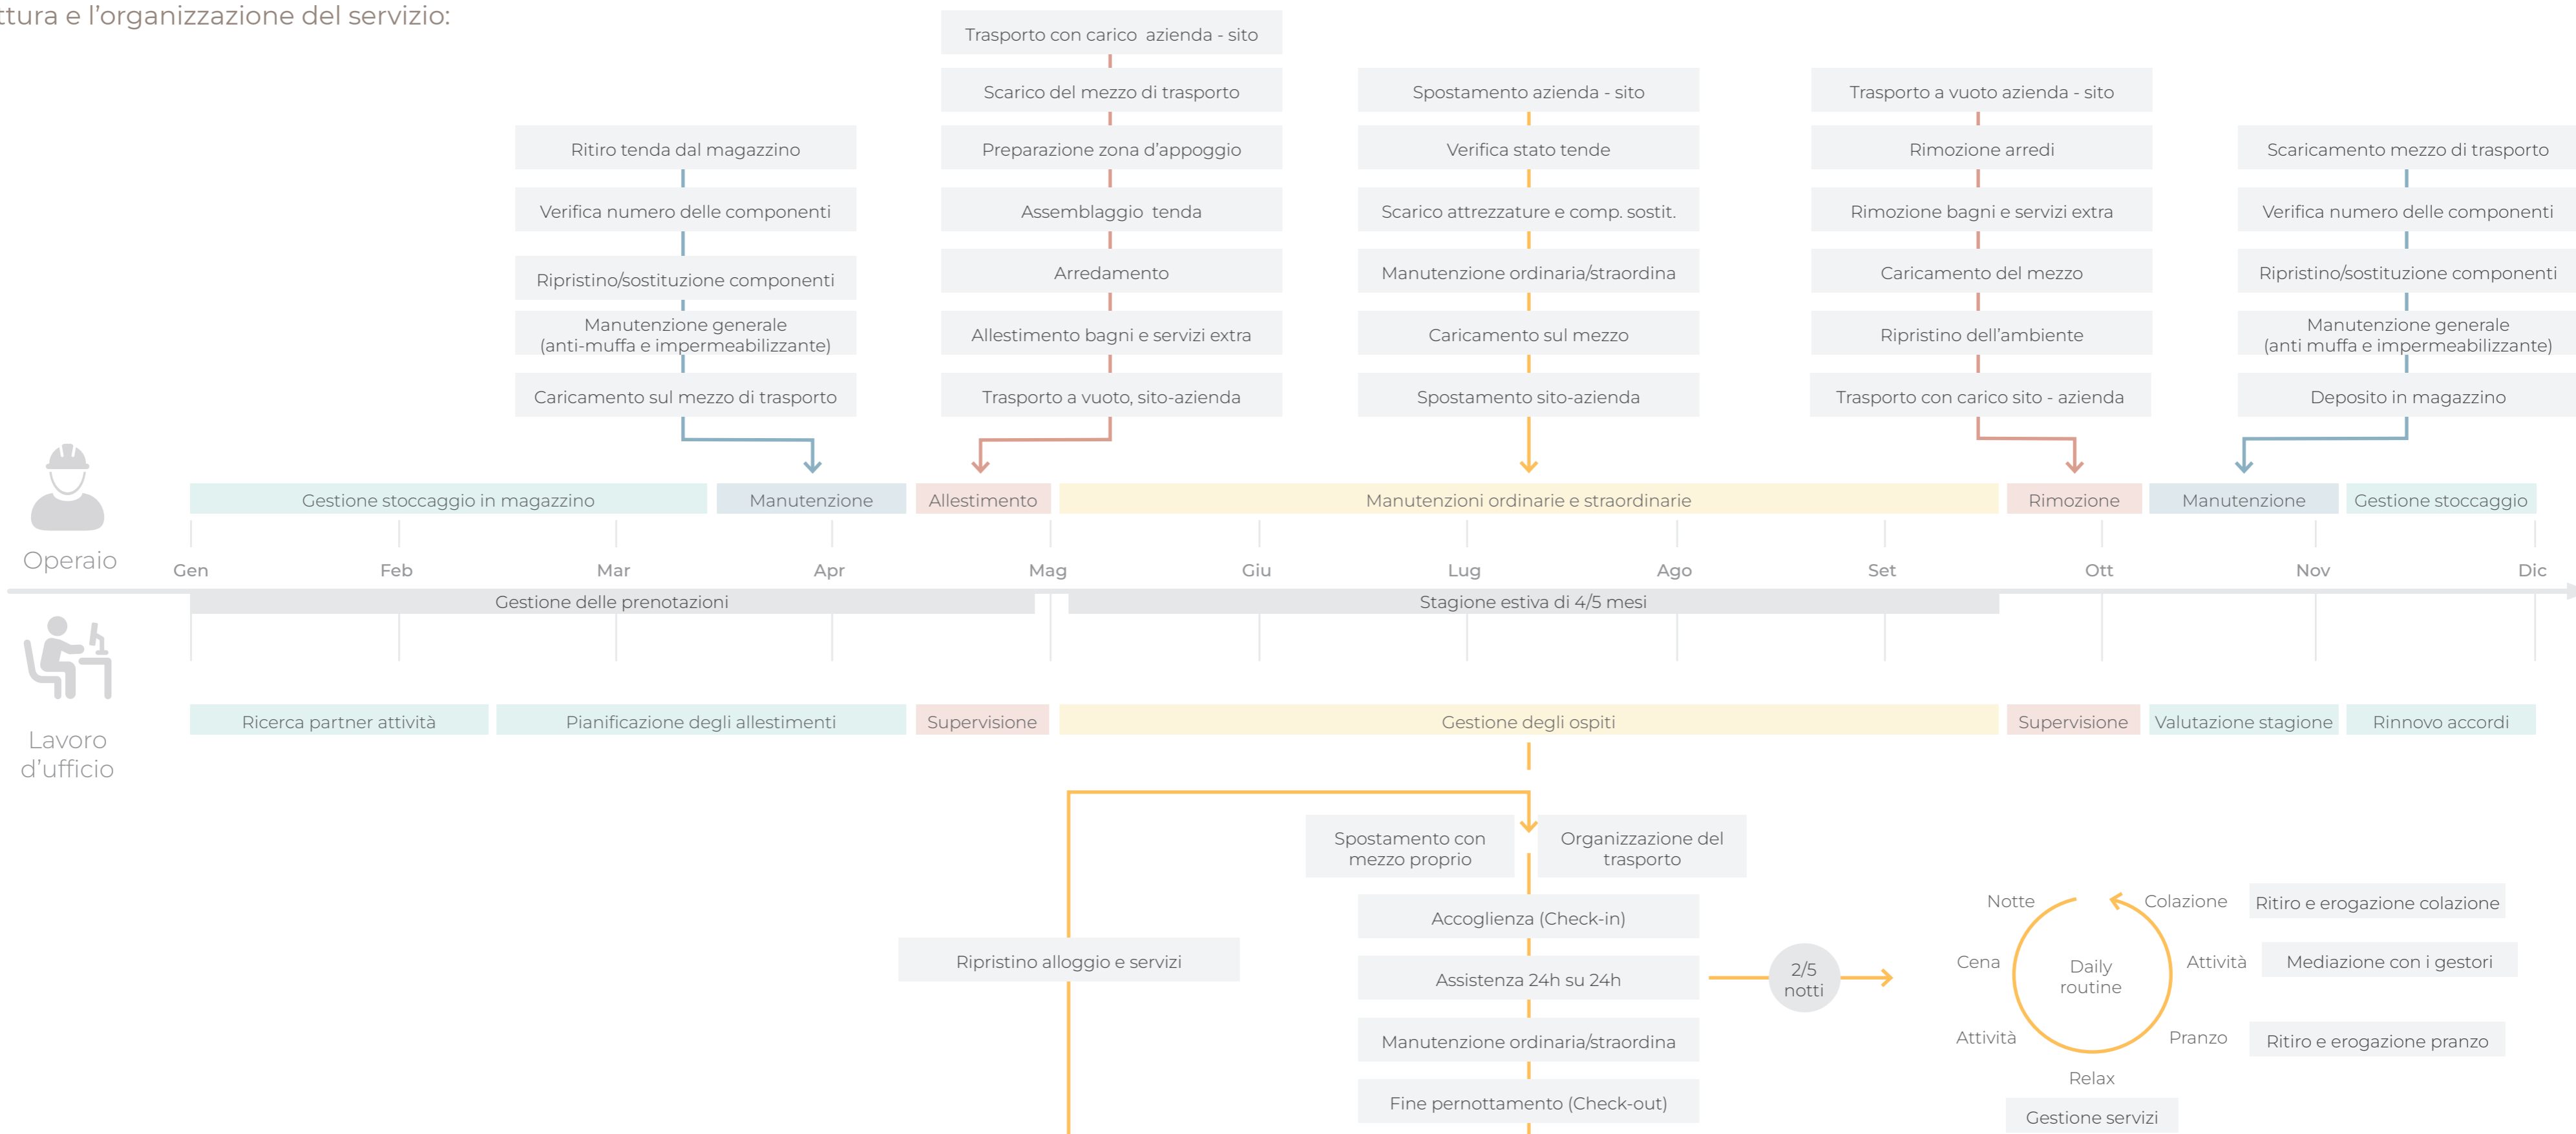 ttura e l’organizzazione del servizio:
Ritiro tenda dal magazzino
Verifica numero delle componenti
Ripristino/sostituzione componenti
Manutenzione generale
(anti-muffa e impermeabilizzante)
Caricamento sul mezzo di trasporto
Trasporto con carico azienda - sito
Scarico del mezzo di trasporto
Preparazione zona d’appoggio
Assemblaggio tenda
Arredamento
Allestimento bagni e servizi extra
Trasporto a vuoto, sito-azienda
Spostamento azienda - sito
Verifica stato tende
Scarico attrezzature e comp. sostit.
Manutenzione ordinaria/straordina
Caricamento sul mezzo
Spostamento sito-azienda
Trasporto a vuoto azienda - sito
Rimozione arredi
Rimozione bagni e servizi extra
Caricamento del mezzo
Ripristino dell’ambiente
Trasporto con carico sito - azienda
Scaricamento mezzo di trasporto
Verifica numero delle componenti
Ripristino/sostituzione componenti
Manutenzione generale
(anti muffa e impermeabilizzante)
Deposito in magazzino
Operaio
Gestione stoccaggio in magazzino
Manutenzione
Allestimento
Manutenzioni ordinarie e straordinarie
Rimozione
Manutenzione
Gestione stoccaggio
Gen
Feb
Mar
Apr
Mag
Giu
Lug
Ago
Set
Ott
Nov
Dic
Gestione delle prenotazioni
Stagione estiva di 4/5 mesi
Lavoro
d’ufficio
Ricerca partner attività
Pianificazione degli allestimenti
Supervisione
Gestione degli ospiti
Supervisione
Valutazione stagione
Rinnovo accordi
Ripristino alloggio e servizi
Spostamento con
mezzo proprio
Organizzazione del
trasporto
Accoglienza (Check-in)
Assistenza 24h su 24h
Manutenzione ordinaria/straordina
Fine pernottamento (Check-out)
2/5
notti
Daily
routine
Colazione
Ritiro e erogazione colazione
Attività
Mediazione con i gestori
Pranzo
Ritiro e erogazione pranzo
Relax
Gestione servizi
Attività
Cena
Notte